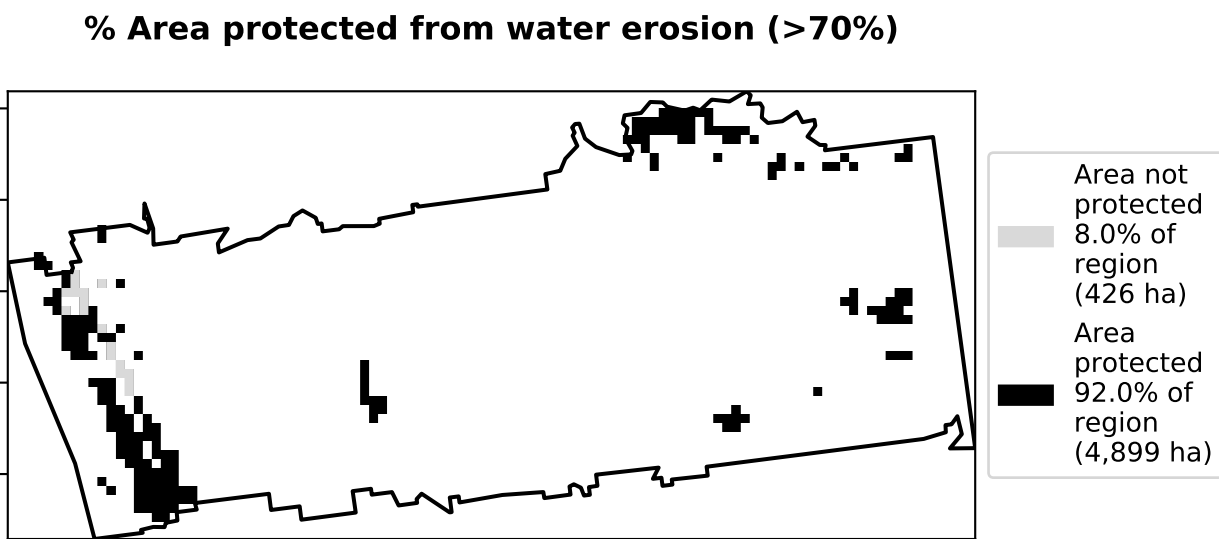 % Area protected from water erosion (>70%)
Area not
protected
8.0% of
region
(426 ha)
Area
protected
92.0% of
region
(4,899 ha)